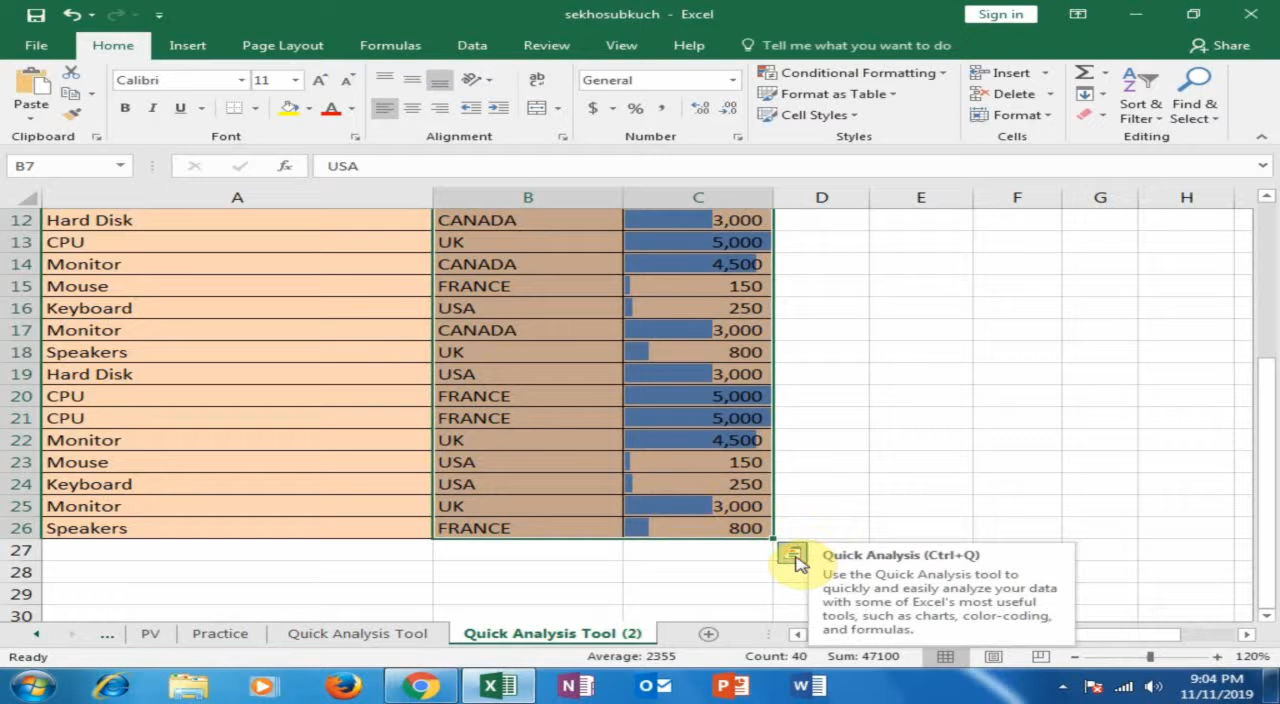 sekhosubkuch - Excel
Sign in
File Home Insert Page Layout Formulas Data Review View Help Tell me what you want to do Share
Paste
Calibri 11
General
Conditional Formatting
Format as Table
Cell Styles
Insert
Delete
Format
Sort & Filter
Find & Select
Clipboard Font Alignment Number Styles Cells Editing
B7 fx USA
A B C D E F G H
12 Hard Disk CANADA 3,000
13 CPU UK 5,000
14 Monitor CANADA 4,500
15 Mouse FRANCE 150
16 Keyboard USA 250
17 Monitor CANADA 3,000
18 Speakers UK 800
19 Hard Disk USA 3,000
20 CPU FRANCE 5,000
21 CPU FRANCE 5,000
22 Monitor UK 4,500
23 Mouse USA 150
24 Keyboard USA 250
25 Monitor UK 3,000
26 Speakers FRANCE 800
27
28
29
30
Quick Analysis (Ctrl+Q)
Use the Quick Analysis tool to
quickly and easily analyze your data
with some of Excel's most useful
tools, such as charts, color-coding,
and formulas.
... PV Practice Quick Analysis Tool Quick Analysis Tool (2)
Ready Average: 2355 Count: 40 Sum: 47100 120%
9:04 PM
11/11/2019